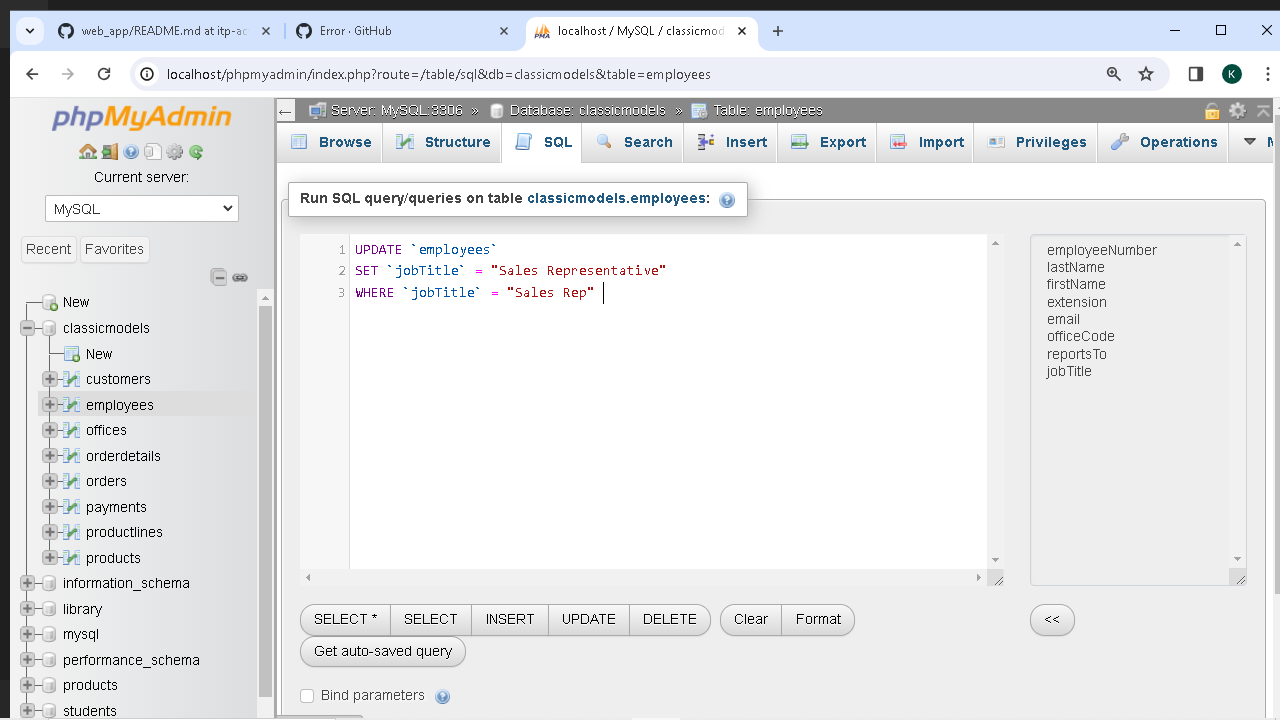 web_app/README.md at itp-ac
Error · GitHub
localhost / MySQL / classicmod
localhost/phpmyadmin/index.php?route=/table/sql&db=classicmodels&table=employees
K
phpMyAdmin
Current server:
MySQL
Recent
Favorites
New
classicmodels
New
customers
employees
offices
orderdetails
orders
payments
productlines
products
information_schema
library
mysql
performance_schema
products
students
Server: MySQL:3306 » Database: classicmodels » Table: employees
Browse
Structure
SQL
Search
Insert
Export
Import
Privileges
Operations
M
Run SQL query/queries on table classicmodels.employees:
1 UPDATE `employees`
2 SET `jobTitle` = "Sales Representative"
3 WHERE `jobTitle` = "Sales Rep"
employeeNumber
lastName
firstName
extension
email
officeCode
reportsTo
jobTitle
SELECT *
SELECT
INSERT
UPDATE
DELETE
Clear
Format
<<
Get auto-saved query
Bind parameters